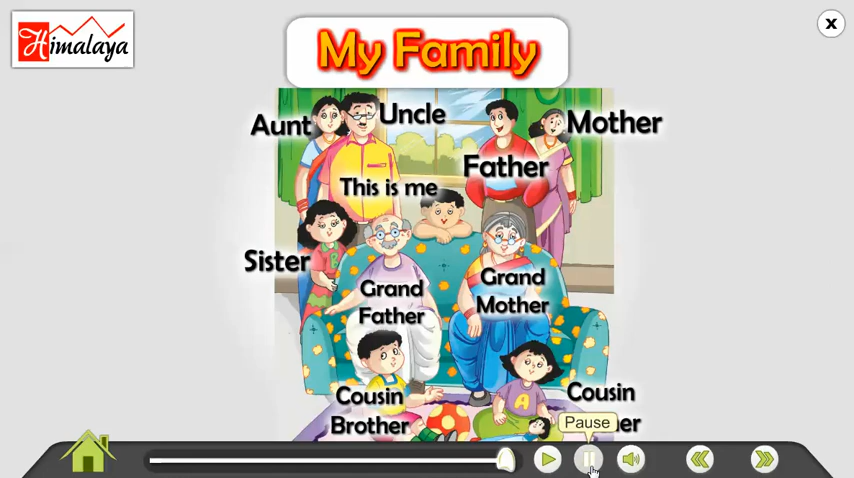 Himalaya
My Family
X
Aunt
Uncle
Mother
Father
This is me
Sister
Grand
Father
Grand
Mother
Cousin
Brother
Cousin
A
Pause